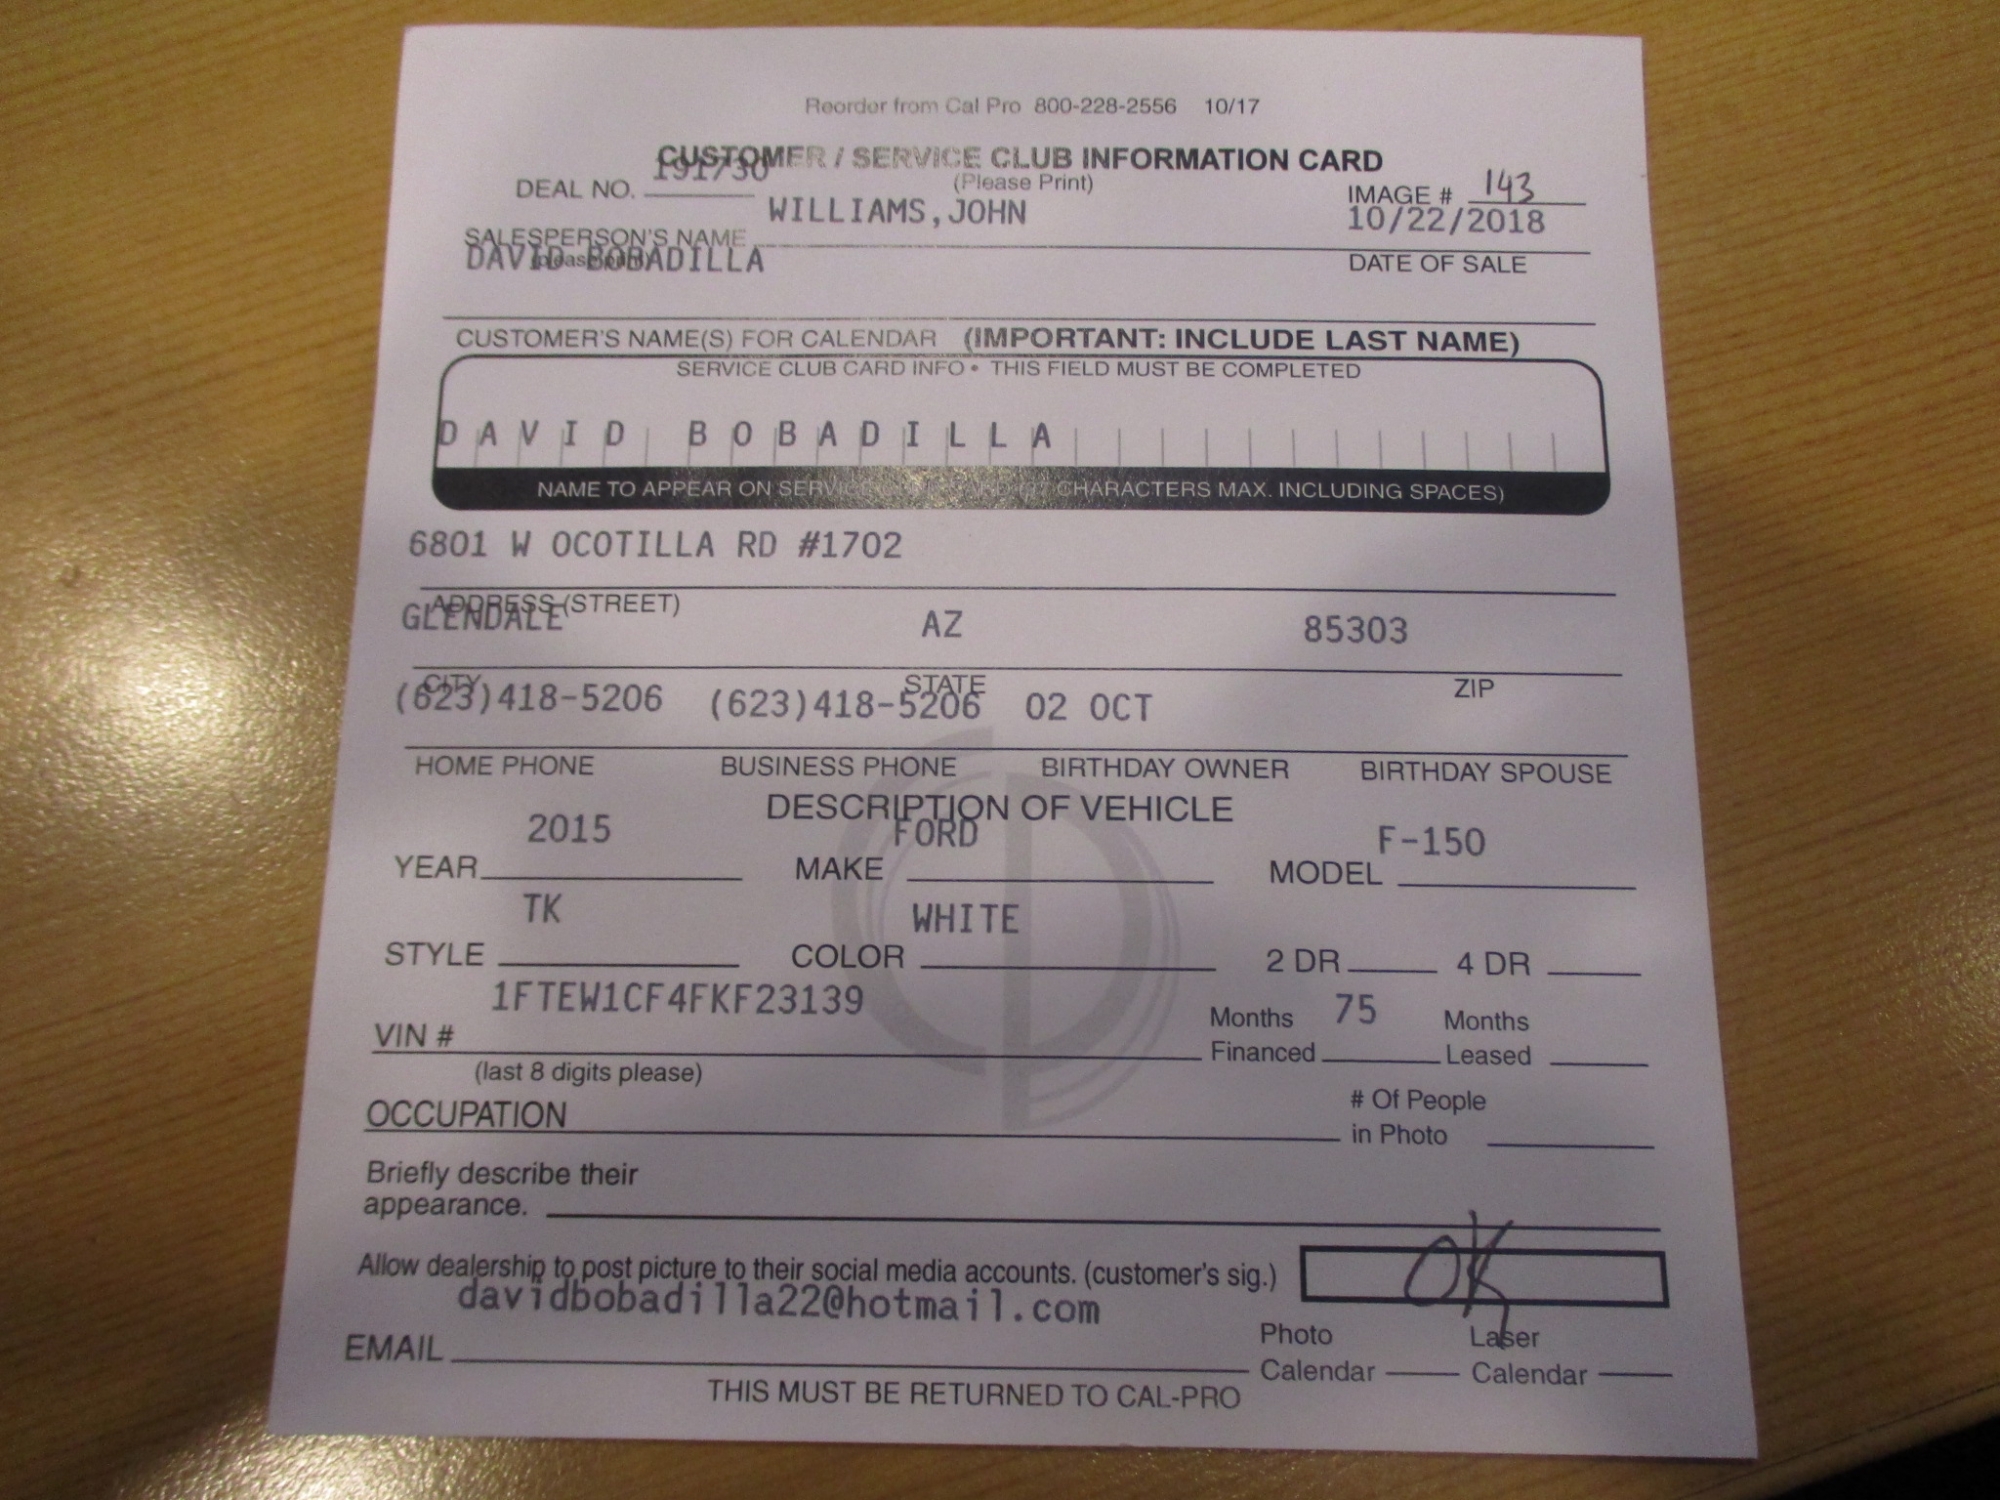 Reorder from Cal Pro 800-228-2556 10/17
CUSTOMER / SERVICE CLUB INFORMATION CARD
(Please Print)
DEAL NO. 191730
IMAGE # 143
WILLIAMS,JOHN
10/22/2018
SALESPERSON'S NAME
(please print)
DATE OF SALE
DAVID BOBADILLA
CUSTOMER'S NAME(S) FOR CALENDAR (IMPORTANT: INCLUDE LAST NAME)
SERVICE CLUB CARD INFO • THIS FIELD MUST BE COMPLETED
DAVID BOBADILLA
NAME TO APPEAR ON SERVICE CHARACTERS MAX. INCLUDING SPACES)
6801 W OCOTILLA RD #1702
ADDRESS (STREET)
GLENDALE AZ 85303
CITY STATE ZIP
(623)418-5206 (623)418-5206 02 OCT
HOME PHONE BUSINESS PHONE BIRTHDAY OWNER BIRTHDAY SPOUSE
DESCRIPTION OF VEHICLE
2015 FORD F-150
YEAR MAKE MODEL
TK WHITE
STYLE COLOR 2 DR 4 DR
1FTEW1CF4FKF23139
VIN #
(last 8 digits please)
Months Financed 75
Months Leased
OCCUPATION
# Of People
in Photo
Briefly describe their
appearance.
Allow dealership to post picture to their social media accounts. (customer's sig.) OK
davidbobadilla22@hotmail.com
EMAIL
Photo Calendar
Laser Calendar
THIS MUST BE RETURNED TO CAL-PRO